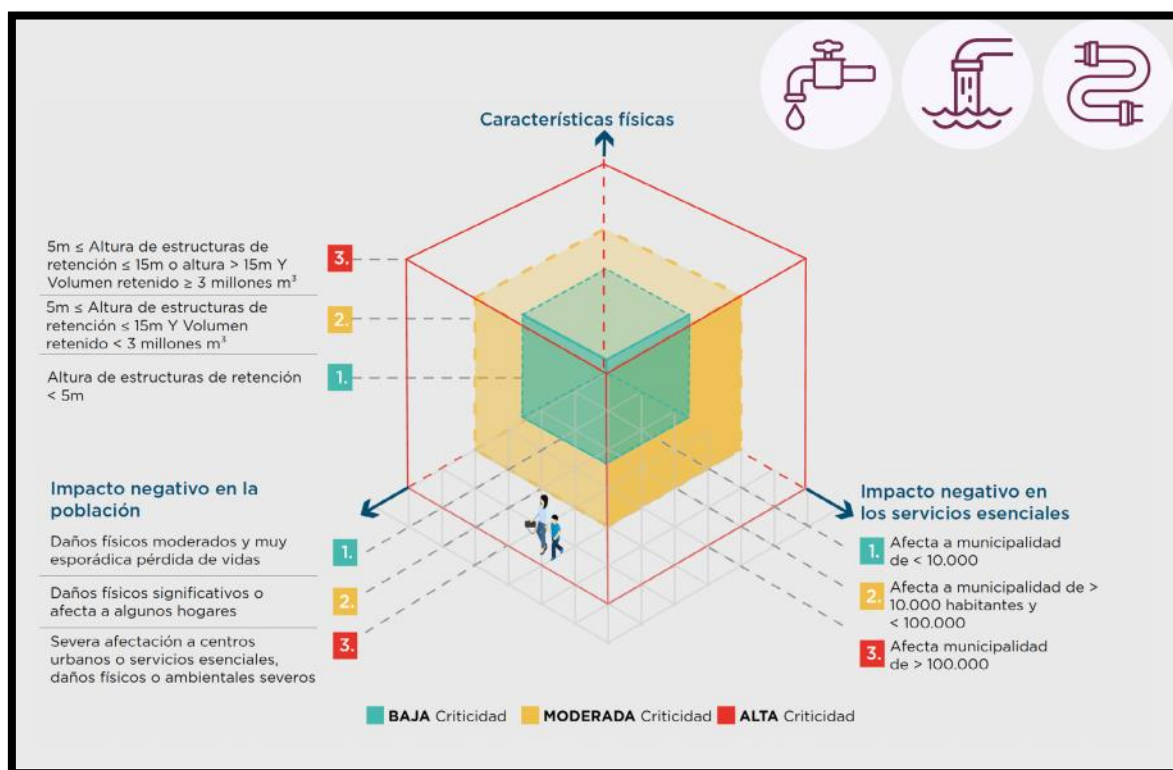 Características físicas
5m ≤ Altura de estructuras de
retención ≤ 15m o altura > 15m Y
Volumen retenido ≥ 3 millones m³
3.
5m ≤ Altura de estructuras de
retención ≤ 15m Y Volumen
retenido < 3 millones m³
2.
Altura de estructuras de retención
< 5m
1.
Impacto negativo en la
población
Daños físicos moderados y muy
esporádica pérdida de vidas
1.
Daños físicos significativos o
afecta a algunos hogares
2.
Severa afectación a centros
urbanos o servicios esenciales,
daños físicos o ambientales severos
3.
Impacto negativo en
los servicios esenciales
1.
Afecta a municipalidad
de < 10.000
2.
Afecta a municipalidad de >
10.000 habitantes y
< 100.000
3.
Afecta municipalidad
de > 100.000
BAJA Criticidad
MODERADA Criticidad
ALTA Criticidad